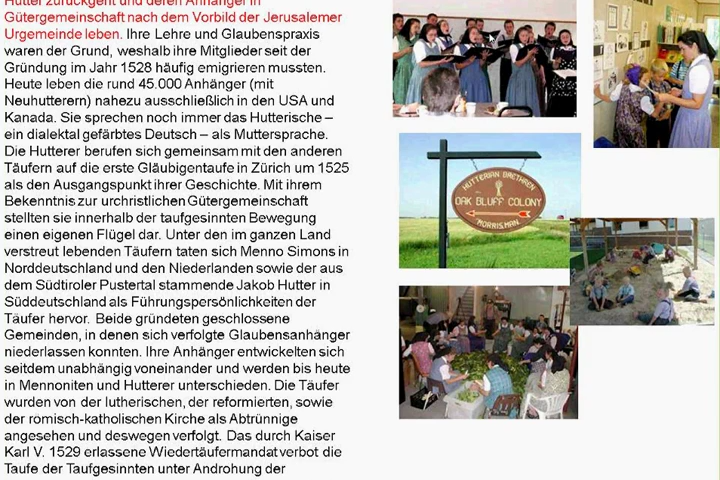 Hutter zurückgeht und deren Anhänger in
Gütergemeinschaft nach dem Vorbild der Jerusalemer
Urgemeinde leben. Ihre Lehre und Glaubenspraxis
waren der Grund, weshalb ihre Mitglieder seit der
Gründung im Jahr 1528 häufig emigrieren mussten.
Heute leben die rund 45.000 Anhänger (mit
Neuhutterern) nahezu ausschließlich in den USA und
Kanada. Sie sprechen noch immer das Hutterische –
ein dialektal gefärbtes Deutsch – als Muttersprache.
Die Hutterer berufen sich gemeinsam mit den anderen
Täufern auf die erste Gläubigentaufe in Zürich um 1525
als den Ausgangspunkt ihrer Geschichte. Mit ihrem
Bekenntnis zur urchristlichen Gütergemeinschaft
stellten sie innerhalb der taufgesinnten Bewegung
einen eigenen Flügel dar. Unter den im ganzen Land
verstreut lebenden Täufern taten sich Menno Simons in
Norddeutschland und den Niederlanden sowie der aus
dem Südtiroler Pustertal stammende Jakob Hutter in
Süddeutschland als Führungspersönlichkeiten der
Täufer hervor. Beide gründeten geschlossene
Gemeinden, in denen sich verfolgte Glaubensanhänger
niederlassen konnten. Ihre Anhänger entwickelten sich
seitdem unabhängig voneinander und werden bis heute
in Mennoniten und Hutterer unterschieden. Die Täufer
wurden von der lutherischen, der reformierten, sowie
der römisch-katholischen Kirche als Abtrünnige
angesehen und deswegen verfolgt. Das durch Kaiser
Karl V. 1529 erlassene Wiedertäufermandat verbot die
Taufe der Taufgesinnten unter Androhung der
HUTTERIAN BRETHREN
OAK BLUFF COLONY
MORRIS, MAN.